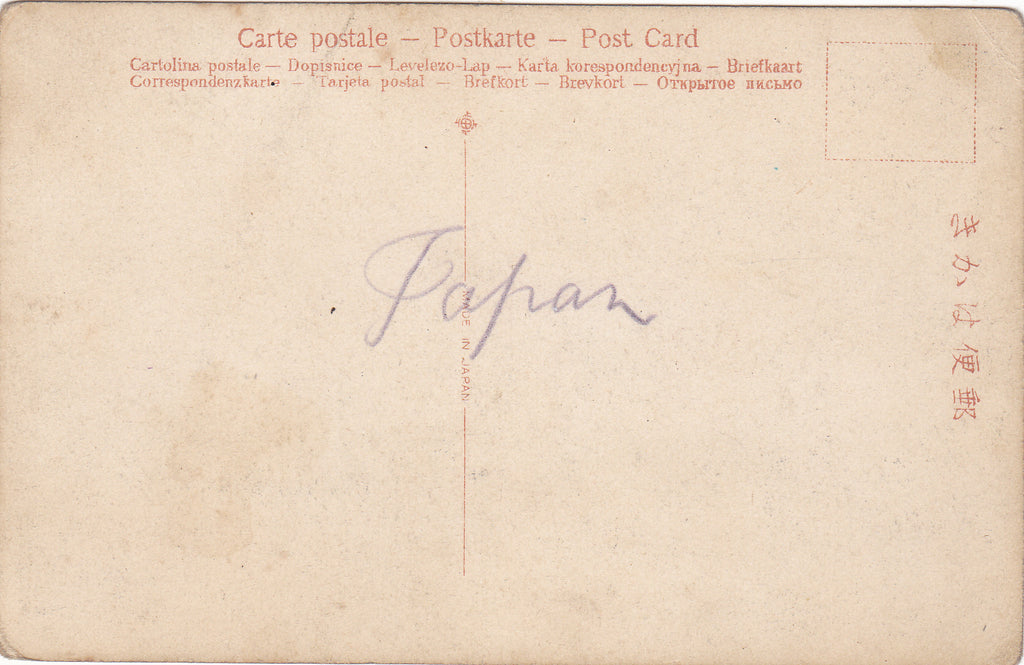 Carte postale — Postkarte — Post Card
Cartolina postale — Dopisnice — Levelezo-Lap — Karta korespondencyjna — Briefkaart
Correspondenzkarte — Tarjeta postal — Brefkort — Brevkort — Открытое письмо
Japan
MADE IN JAPAN
きかは便郵